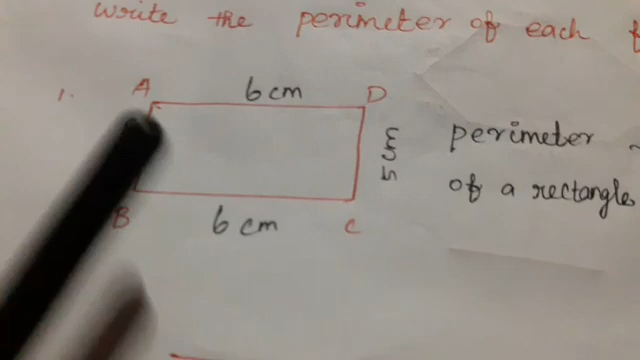 write the perimeter of each
1. A 6 cm D
5 cm
perimeter
of a rectangle
B 6 cm C